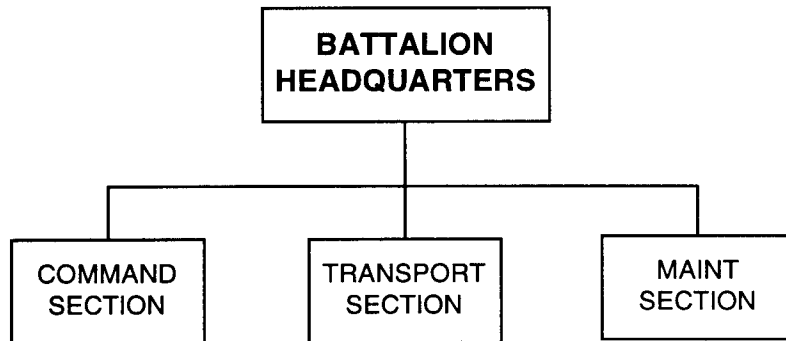 BATTALION
HEADQUARTERS
COMMAND
SECTION
TRANSPORT
SECTION
MAINT
SECTION